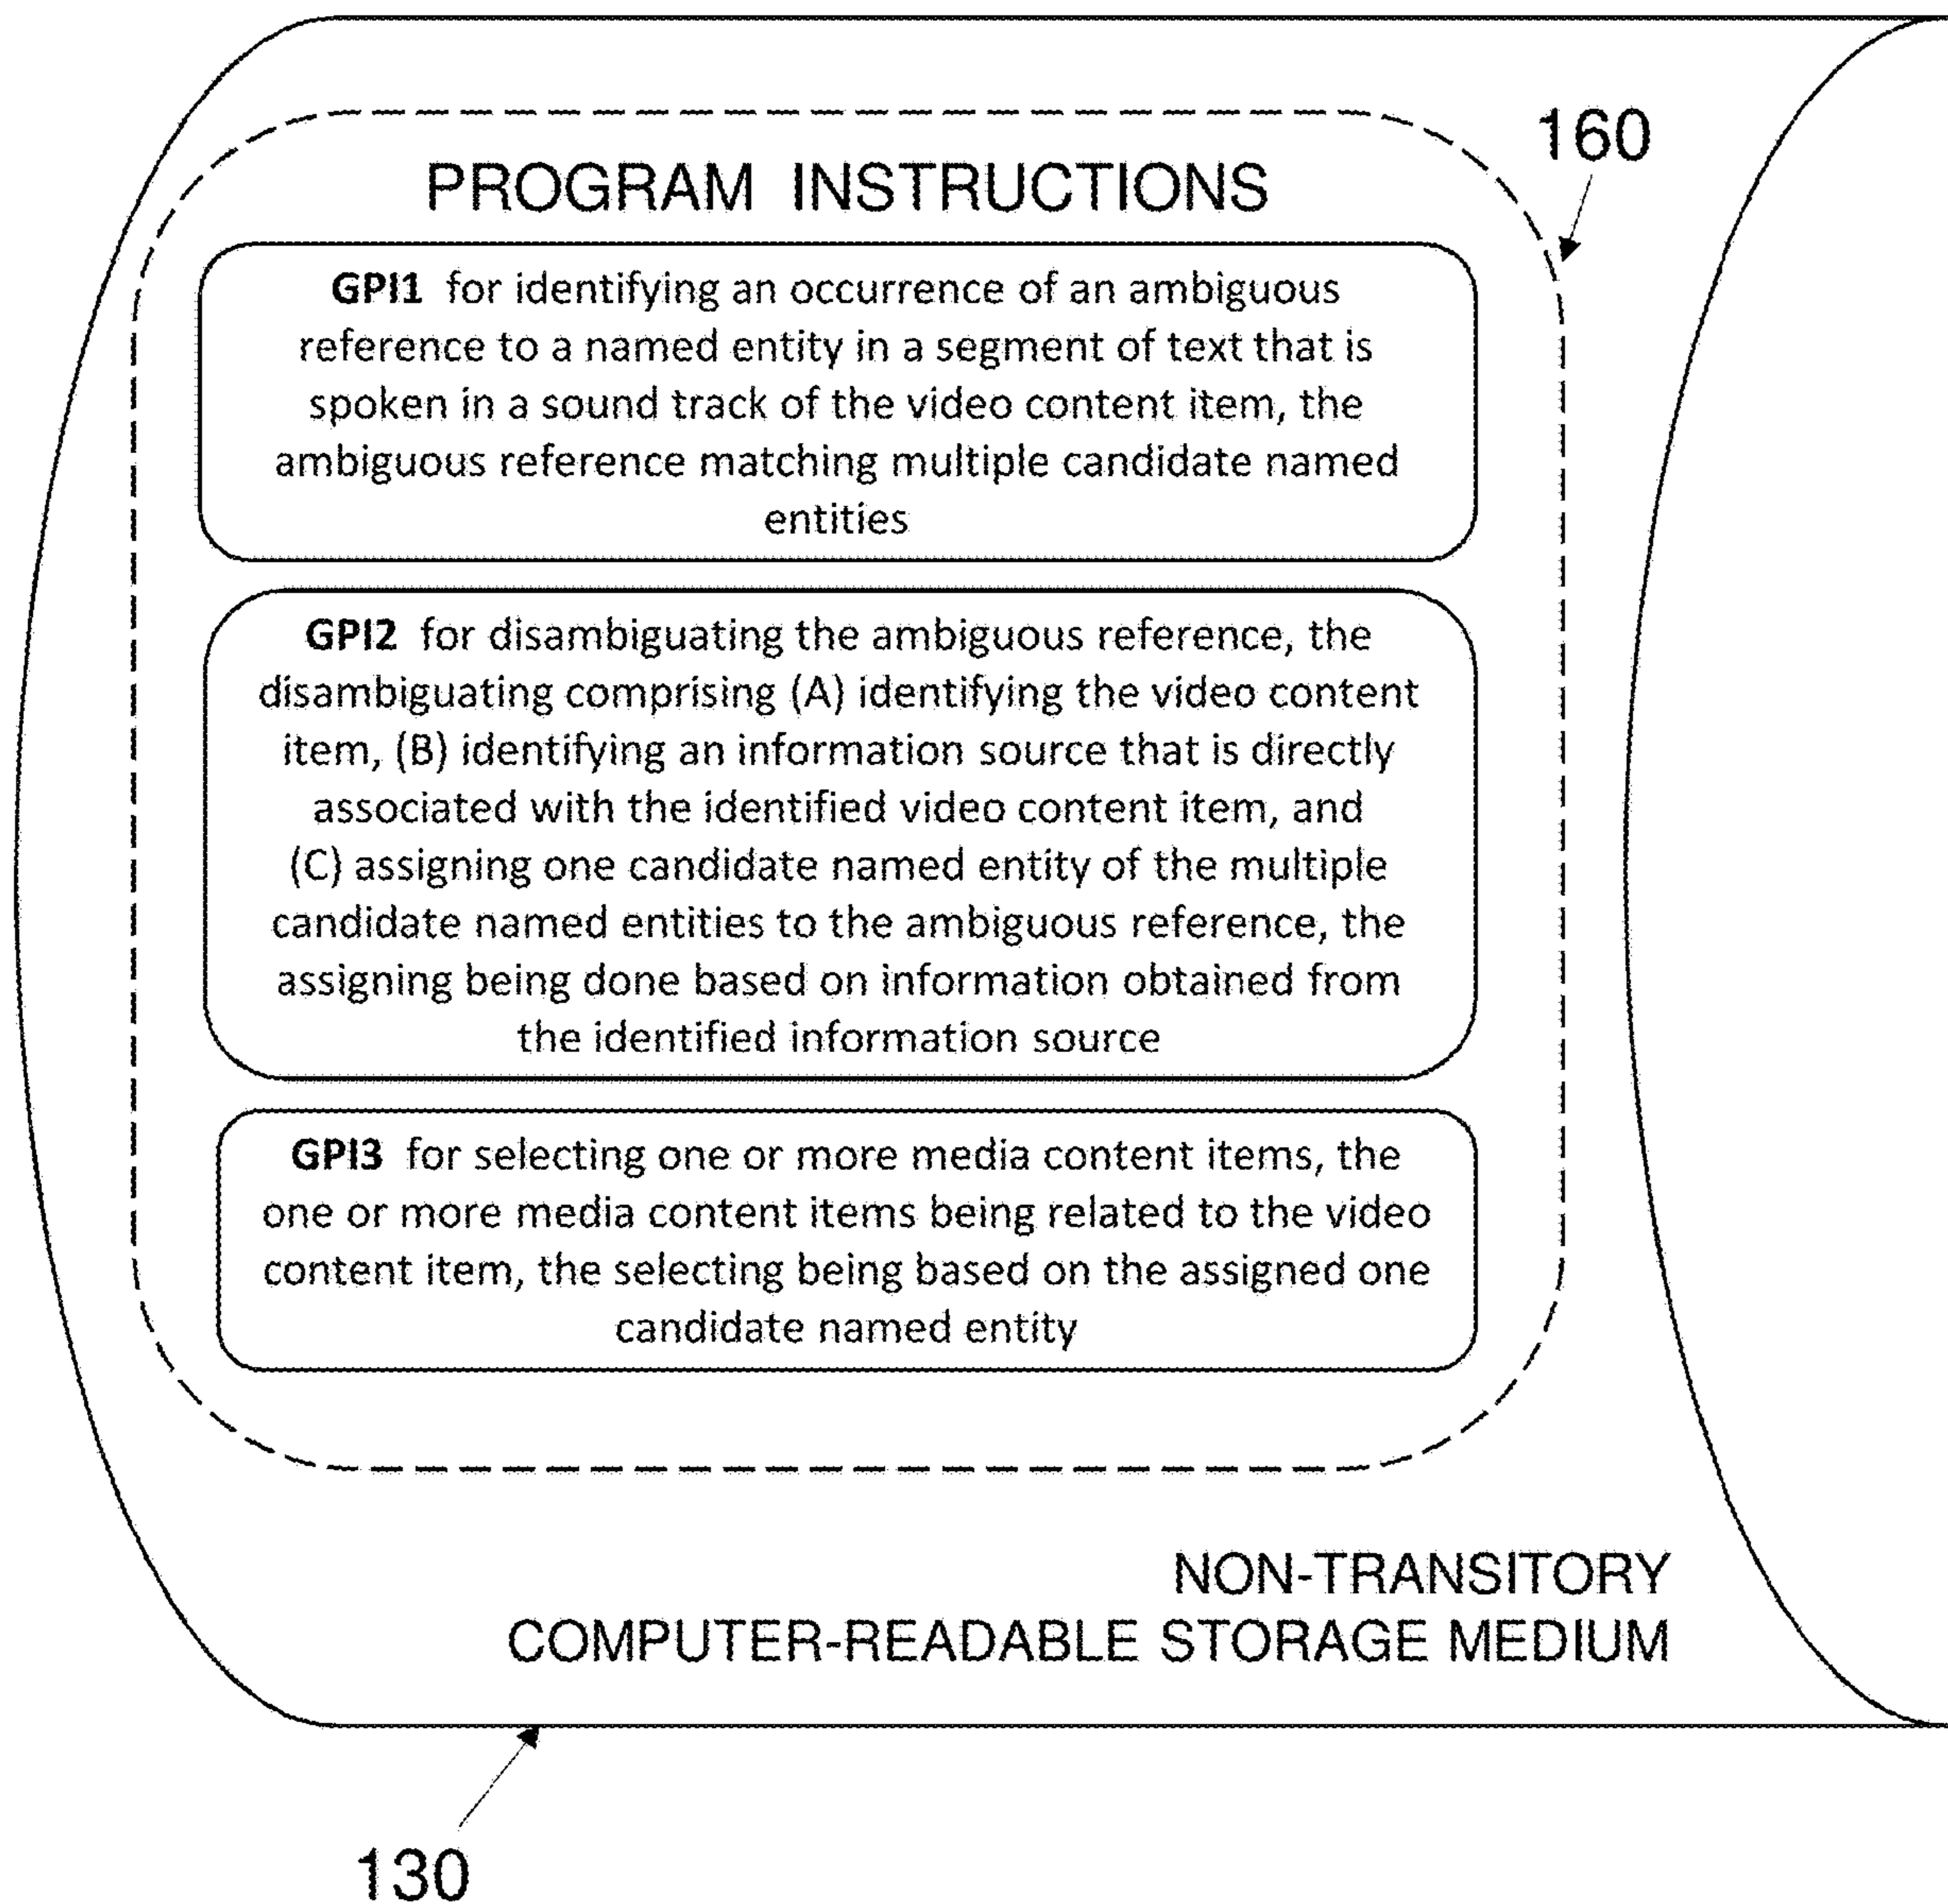 160
PROGRAM INSTRUCTIONS
GPI1 for identifying an occurrence of an ambiguous
reference to a named entity in a segment of text that is
spoken in a sound track of the video content item, the
ambiguous reference matching multiple candidate named
entities
GPI2 for disambiguating the ambiguous reference, the
disambiguating comprising (A) identifying the video content
item, (B) identifying an information source that is directly
associated with the identified video content item, and
(C) assigning one candidate named entity of the multiple
candidate named entities to the ambiguous reference, the
assigning being done based on information obtained from
the identified information source
GPI3 for selecting one or more media content items, the
one or more media content items being related to the video
content item, the selecting being based on the assigned one
candidate named entity
NON-TRANSITORY
COMPUTER-READABLE STORAGE MEDIUM
130